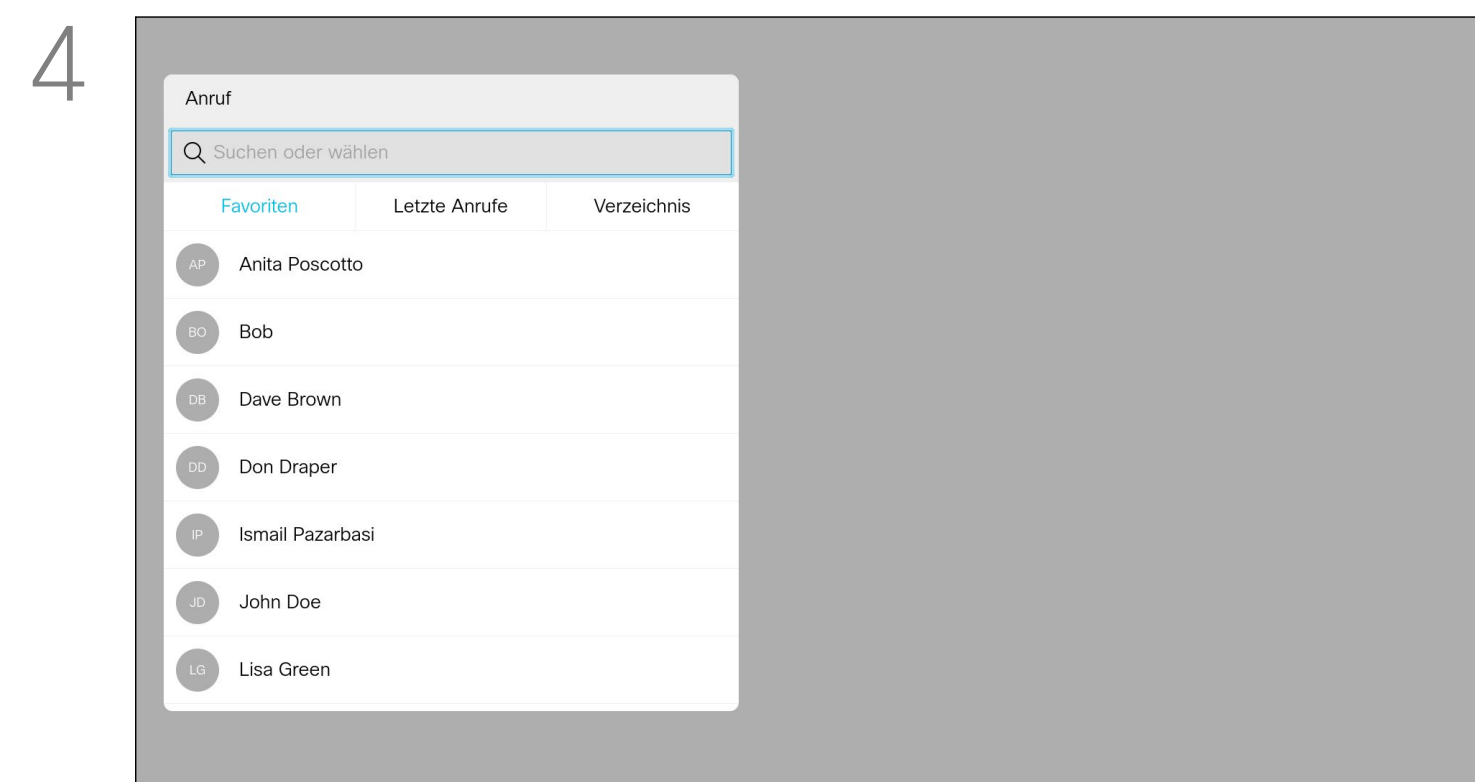 4
Anruf
Suchen oder wählen
Favoriten Letzte Anrufe Verzeichnis
AP Anita Poscotto
BO Bob
DB Dave Brown
DD Don Draper
IP Ismail Pazarbasi
JD John Doe
LG Lisa Green